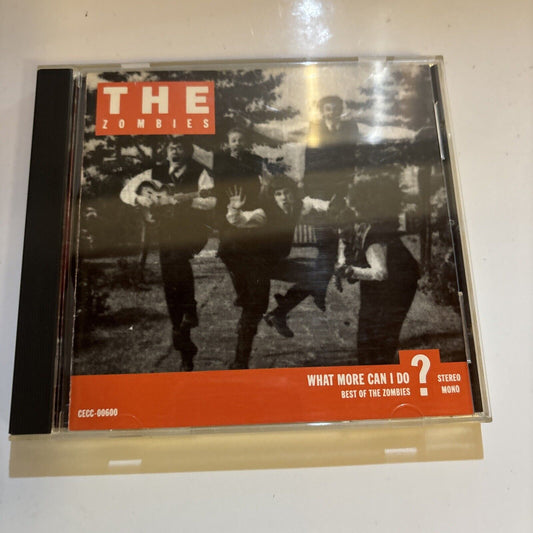 THE
ZOMBIES
WHAT MORE CAN I DO ?
BEST OF THE ZOMBIES
STEREO
MONO
CECC-00600